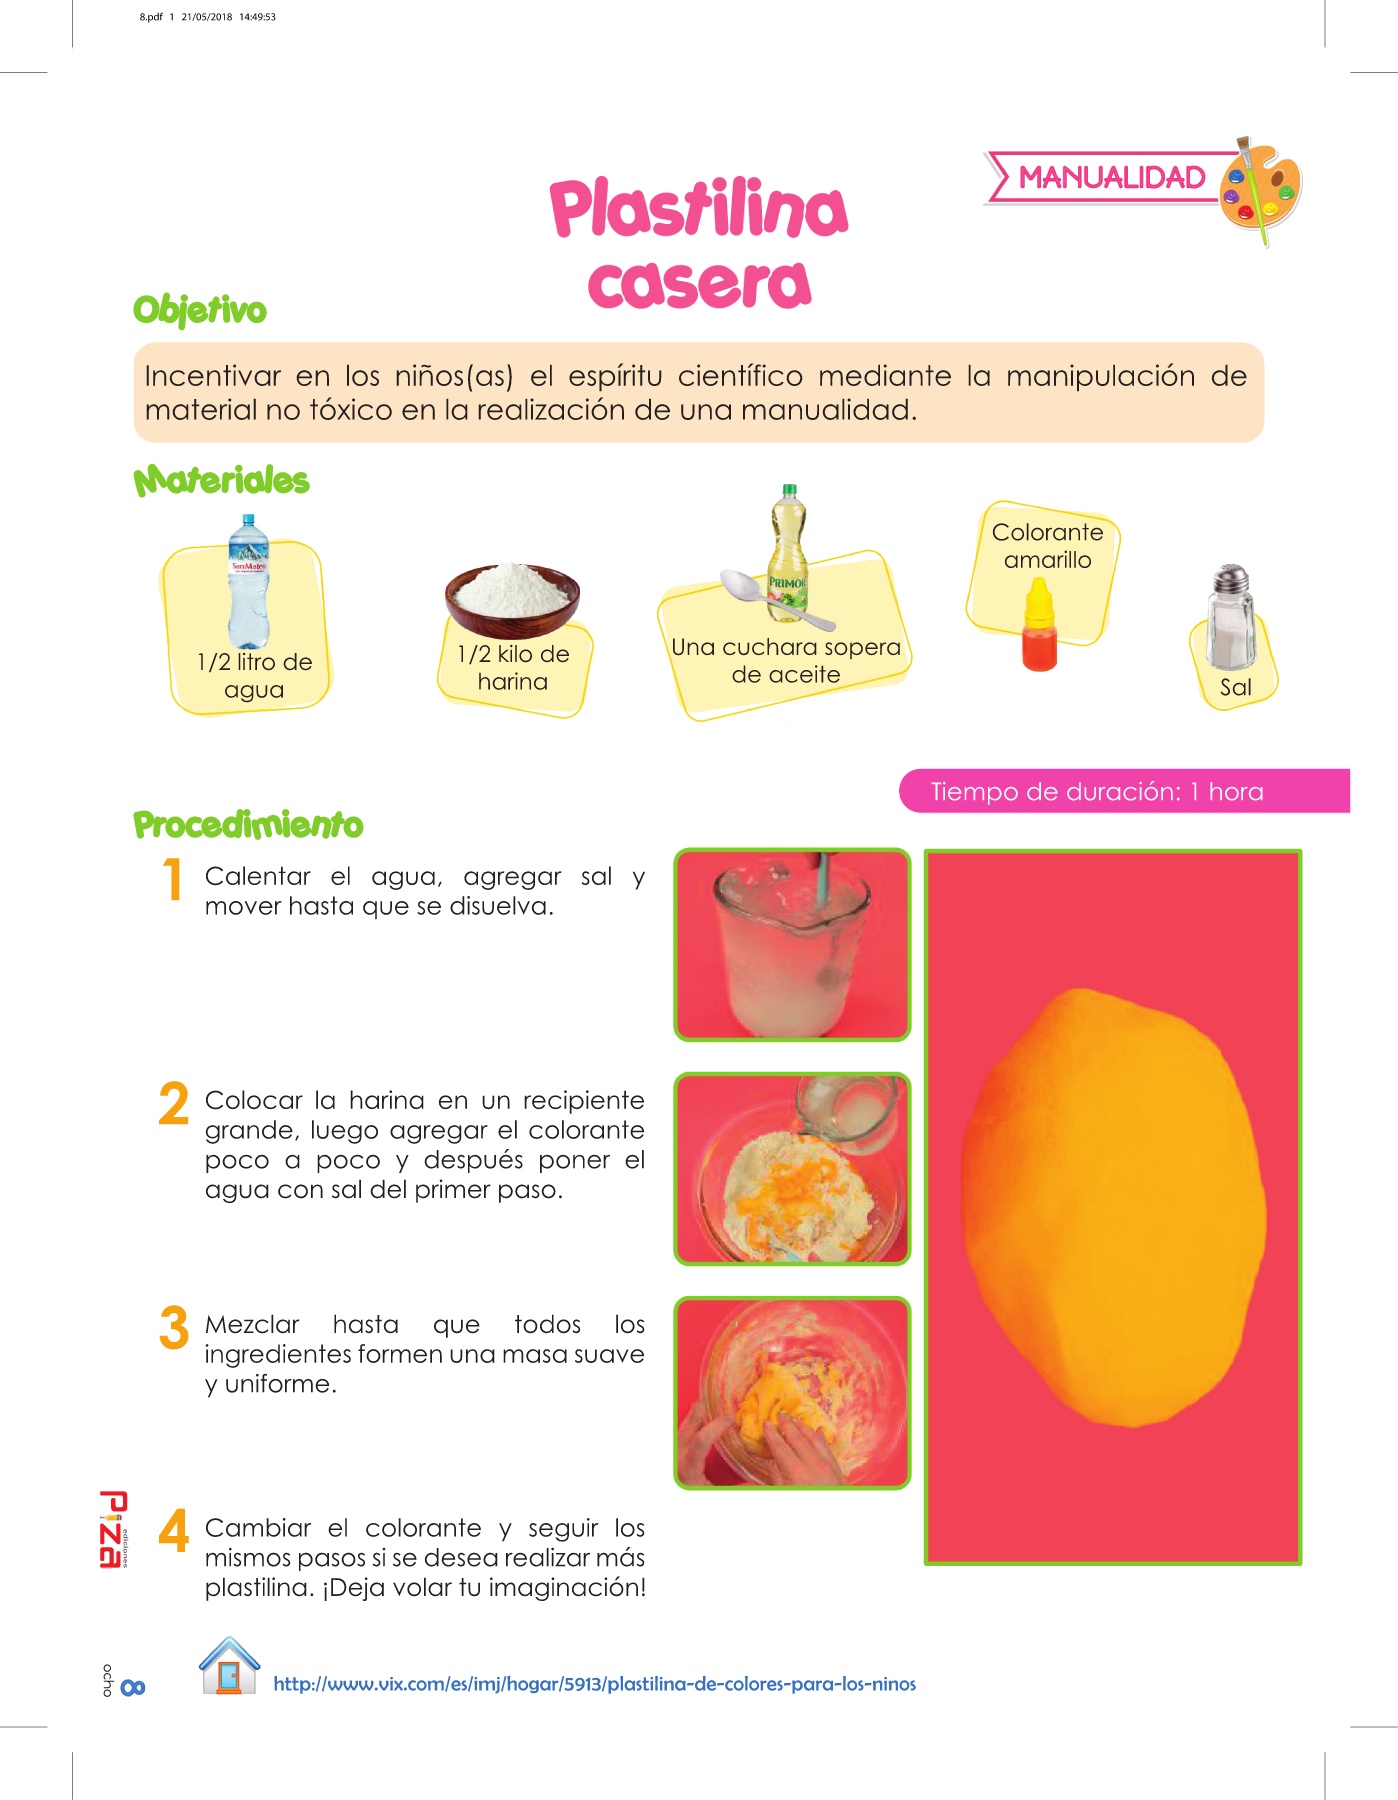 8.pdf 1 21/05/2018 14:49:53
MANUALIDAD
Plastilina
casera
Objetivo
Incentivar en los niños(as) el espíritu científico mediante la manipulación de
material no tóxico en la realización de una manualidad.
Materiales
SanMateo
1/2 litro de
agua
1/2 kilo de
harina
PRIMOR
Una cuchara sopera
de aceite
Colorante
amarillo
Sal
Tiempo de duración: 1 hora
Procedimiento
1 Calentar el agua, agregar sal y
mover hasta que se disuelva.
2 Colocar la harina en un recipiente
grande, luego agregar el colorante
poco a poco y después poner el
agua con sal del primer paso.
3 Mezclar hasta que todos los
ingredientes formen una masa suave
y uniforme.
4 Cambiar el colorante y seguir los
mismos pasos si se desea realizar más
plastilina. ¡Deja volar tu imaginación!
Piza
ediciones
ocho
8
http://www.vix.com/es/imj/hogar/5913/plastilina-de-colores-para-los-ninos